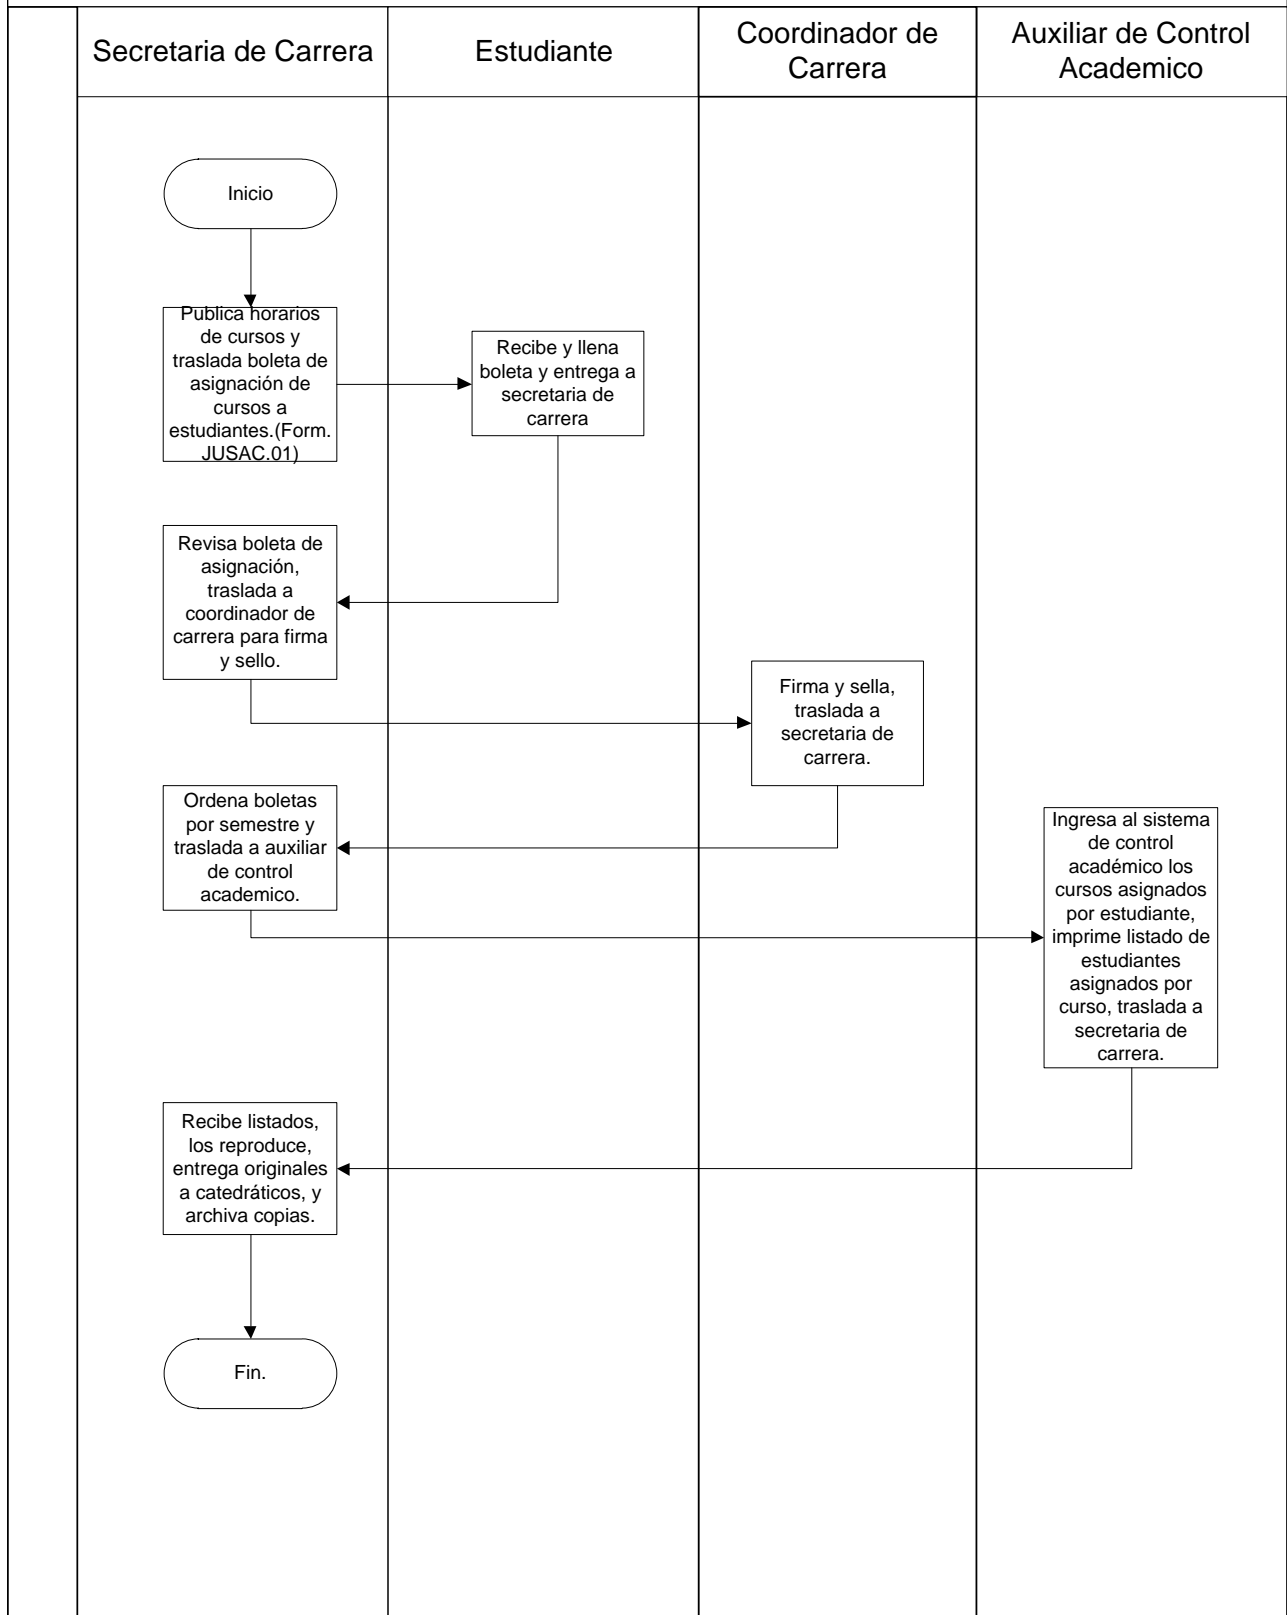 Secretaria de Carrera
Estudiante
Coordinador de
Carrera
Auxiliar de Control
Academico
Inicio
Publica horarios
de cursos y
traslada boleta de
asignación de
cursos a
estudiantes.(Form.
JUSAC.01)
Recibe y llena
boleta y entrega a
secretaria de
carrera
Revisa boleta de
asignación,
traslada a
coordinador de
carrera para firma
y sello.
Firma y sella,
traslada a
secretaria de
carrera.
Ordena boletas
por semestre y
traslada a auxiliar
de control
academico.
Ingresa al sistema
de control
académico los
cursos asignados
por estudiante,
imprime listado de
estudiantes
asignados por
curso, traslada a
secretaria de
carrera.
Recibe listados,
los reproduce,
entrega originales
a catedráticos, y
archiva copias.
Fin.